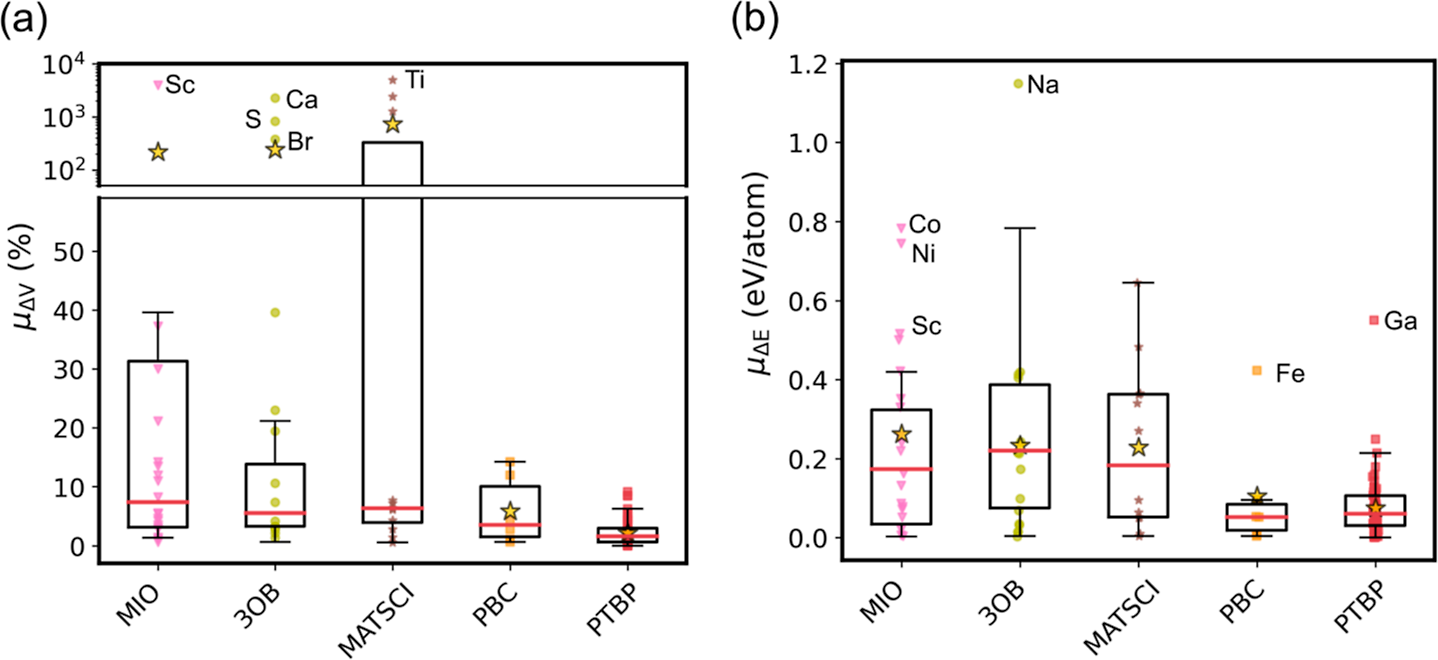 (a)
10⁴
10³
10²
50
40
30
20
10
0
μΔV (%)
Sc
Ca
S
Br
Ti
MIO
3OB
MATSCI
PBC
PTBP
(b)
1.2
1.0
0.8
0.6
0.4
0.2
0.0
μΔE (eV/atom)
Na
Co
Ni
Sc
Fe
Ga
MIO
3OB
MATSCI
PBC
PTBP